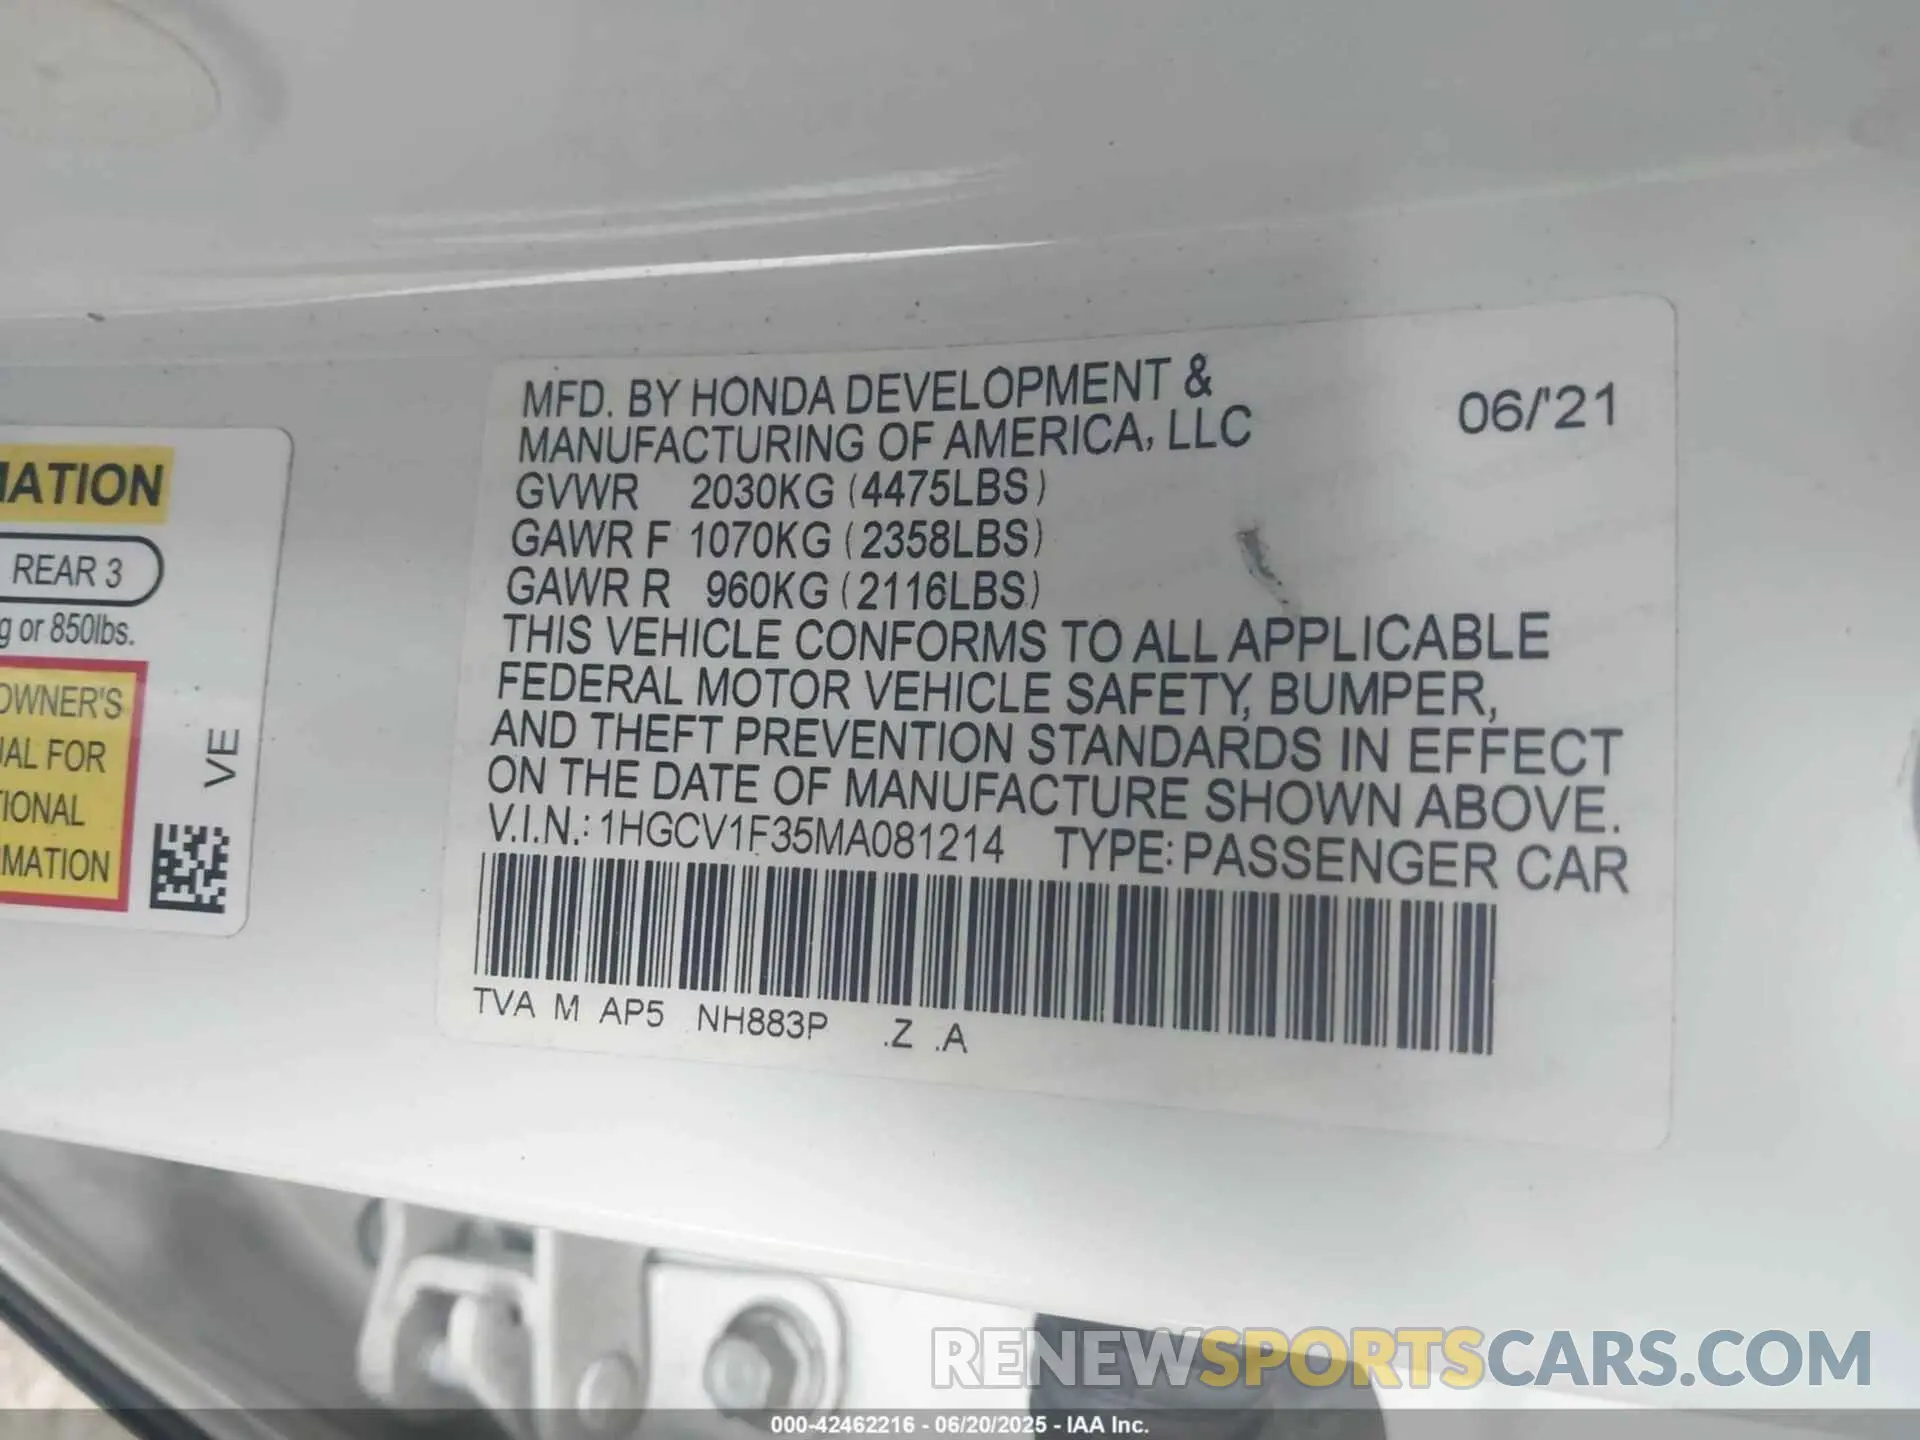 MATION
REAR 3
g or 850lbs.
OWNER'S
AL FOR
IONAL
MATION
VE
MFD. BY HONDA DEVELOPMENT &
MANUFACTURING OF AMERICA, LLC
06/'21
GVWR 2030KG (4475LBS)
GAWR F 1070KG (2358LBS)
GAWR R 960KG (2116LBS)
THIS VEHICLE CONFORMS TO ALL APPLICABLE
FEDERAL MOTOR VEHICLE SAFETY, BUMPER,
AND THEFT PREVENTION STANDARDS IN EFFECT
ON THE DATE OF MANUFACTURE SHOWN ABOVE.
V.I.N.: 1HGCV1F35MA081214 TYPE: PASSENGER CAR
TVA M AP5 NH883P .Z .A
RENEWSPORTSCARS.COM
000-42462216 - 06/20/2025 - IAA Inc.